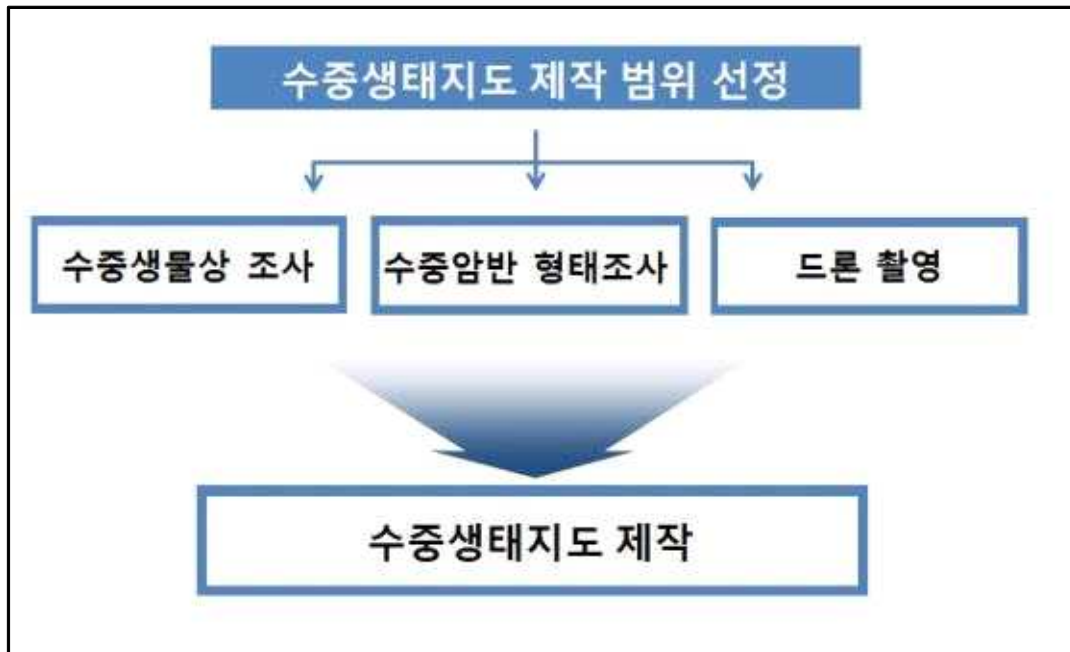 수중생태지도 제작 범위 선정
수중생물상 조사
수중암반 형태조사
드론 촬영
수중생태지도 제작